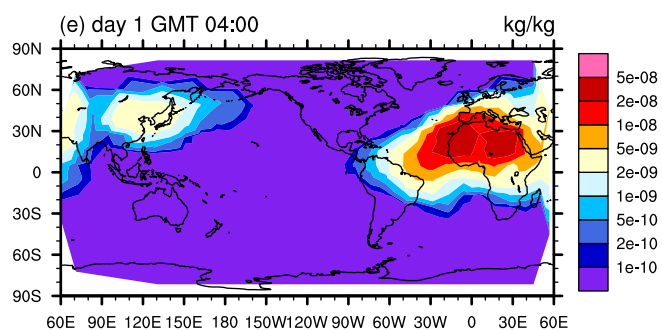 (e) day 1 GMT 04:00 kg/kg
90N
60N
30N
0
30S
60S
90S
60E 90E 120E 150E 180E 150W 120W 90W 60W 30W 0 30E 60E
5e-08
2e-08
1e-08
5e-09
2e-09
1e-09
5e-10
2e-10
1e-10